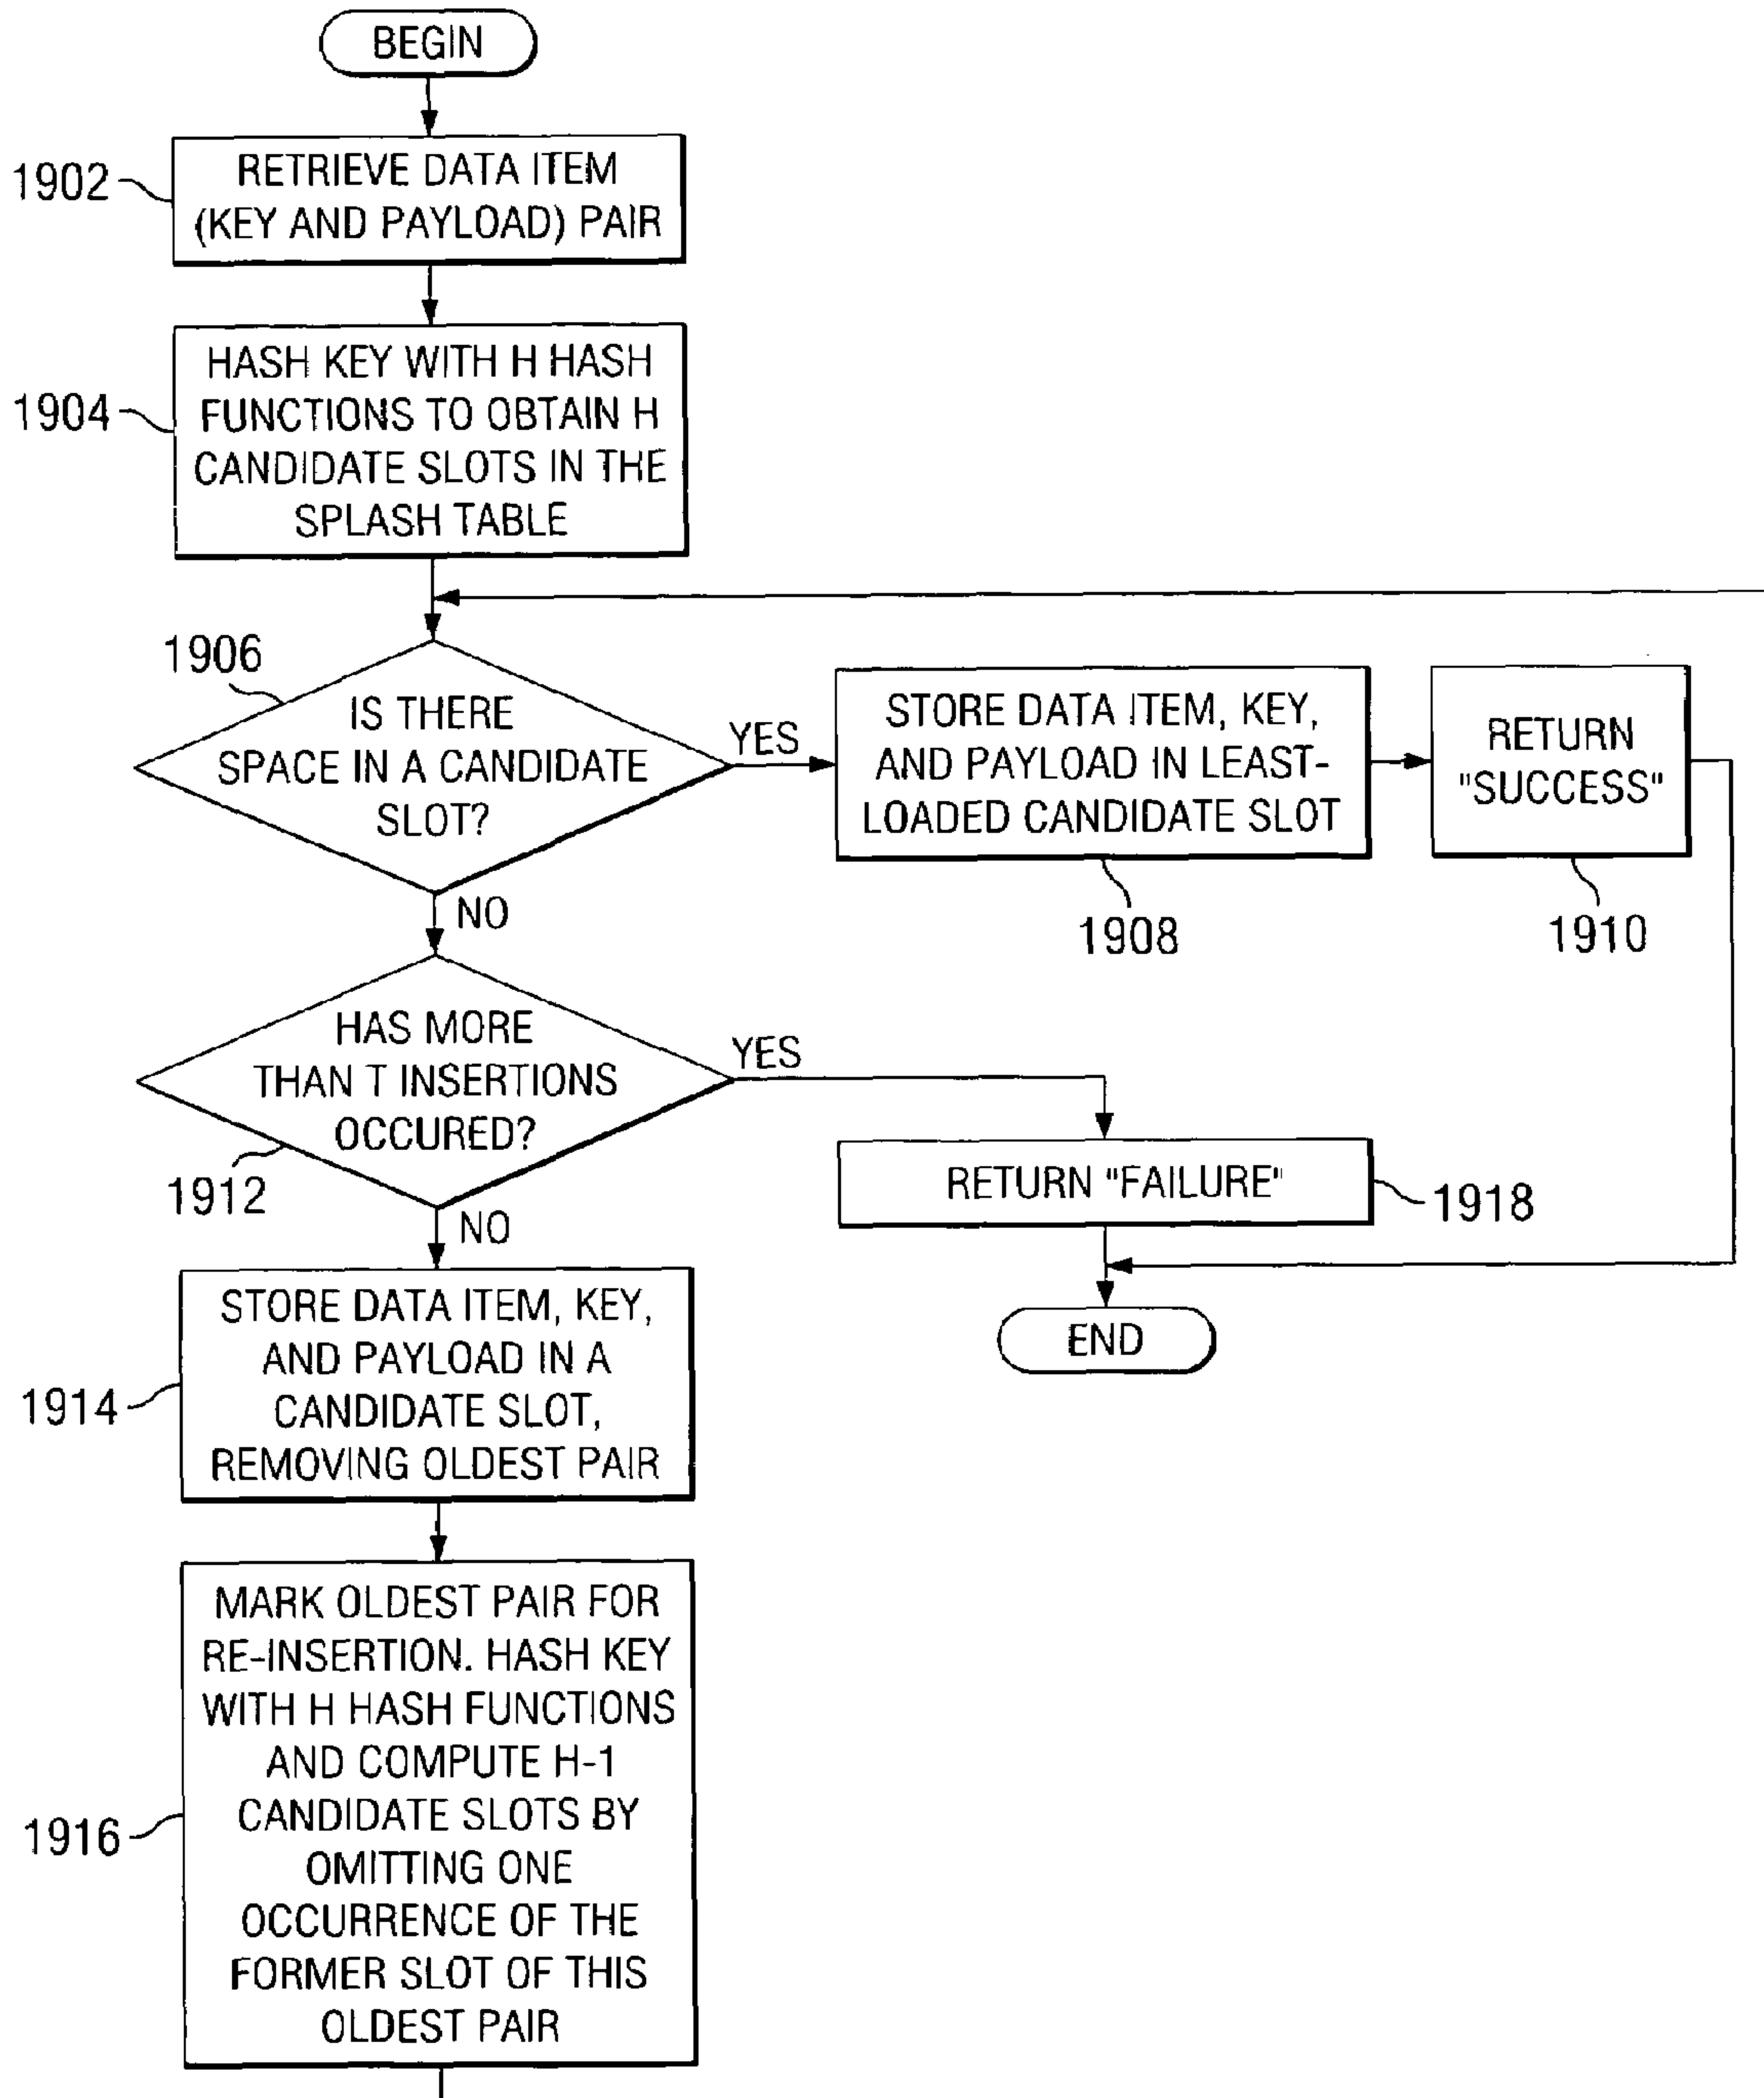 BEGIN
1902
RETRIEVE DATA ITEM
(KEY AND PAYLOAD) PAIR
1904
HASH KEY WITH H HASH
FUNCTIONS TO OBTAIN H
CANDIDATE SLOTS IN THE
SPLASH TABLE
1906
IS THERE
SPACE IN A CANDIDATE
SLOT?
YES
STORE DATA ITEM, KEY,
AND PAYLOAD IN LEAST-
LOADED CANDIDATE SLOT
1908
RETURN
"SUCCESS"
1910
NO
HAS MORE
THAN T INSERTIONS
OCCURED?
1912
YES
RETURN "FAILURE"
1918
END
NO
STORE DATA ITEM, KEY,
AND PAYLOAD IN A
CANDIDATE SLOT,
REMOVING OLDEST PAIR
1914
MARK OLDEST PAIR FOR
RE-INSERTION. HASH KEY
WITH H HASH FUNCTIONS
AND COMPUTE H-1
CANDIDATE SLOTS BY
OMITTING ONE
OCCURRENCE OF THE
FORMER SLOT OF THIS
OLDEST PAIR
1916